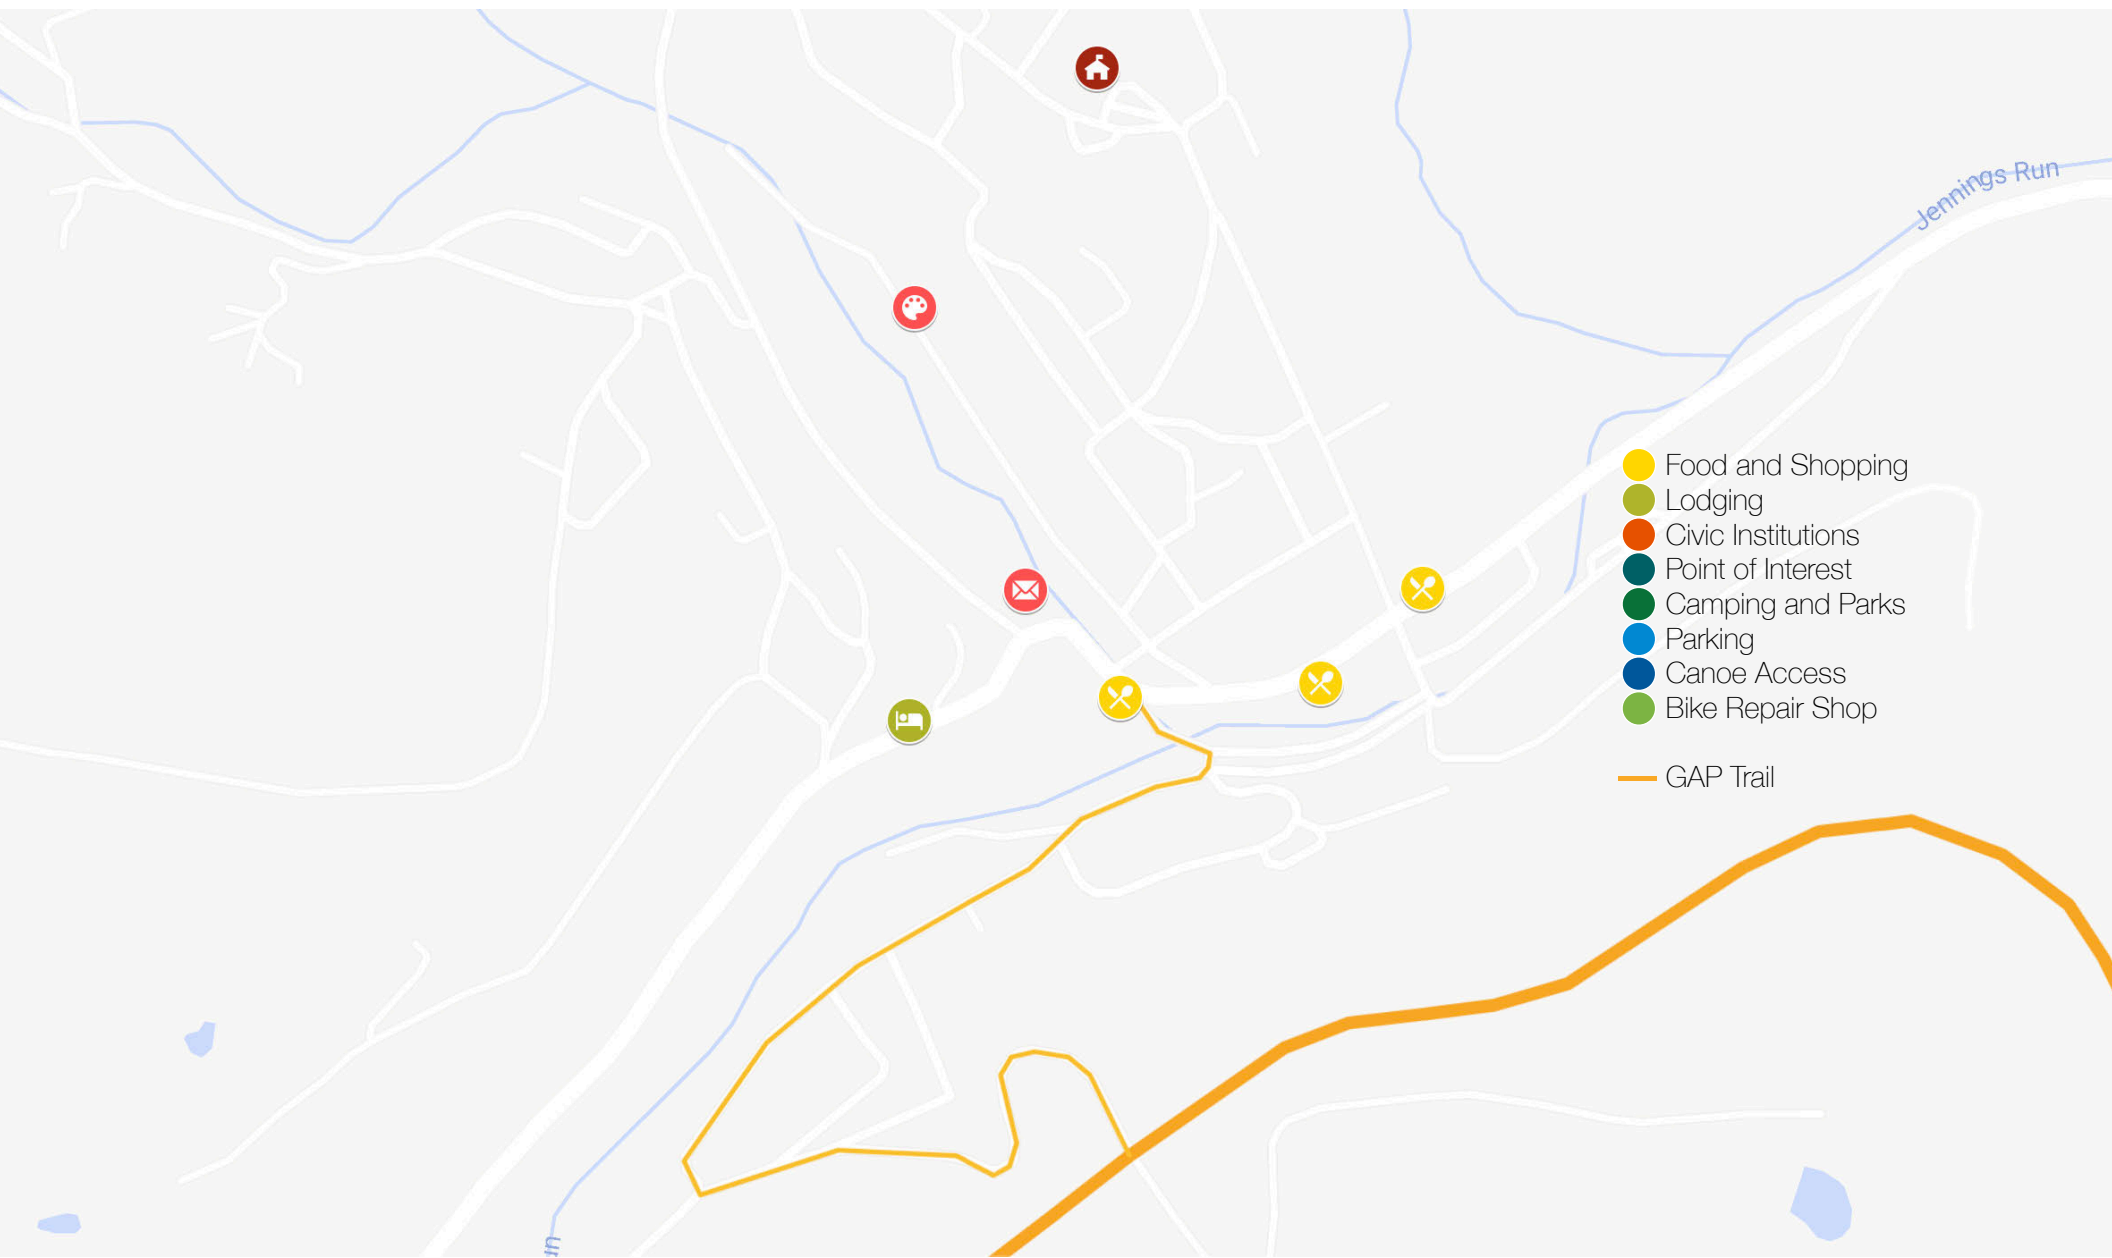 Jennings Run
Food and Shopping
Lodging
Civic Institutions
Point of Interest
Camping and Parks
Parking
Canoe Access
Bike Repair Shop
GAP Trail
un